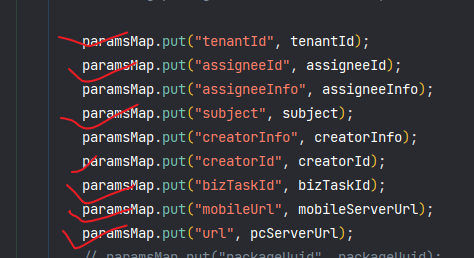 paramsMap.put("tenantId", tenantId);
paramsMap.put("assigneeId", assigneeId);
paramsMap.put("assigneeInfo", assigneeInfo);
paramsMap.put("subject", subject);
paramsMap.put("creatorInfo", creatorInfo);
paramsMap.put("creatorId", creatorId);
paramsMap.put("bizTaskId", bizTaskId);
paramsMap.put("mobileUrl", mobileServerUrl);
paramsMap.put("url", pcServerUrl);
// paramsMap.put("packageUuid", packageUuid);